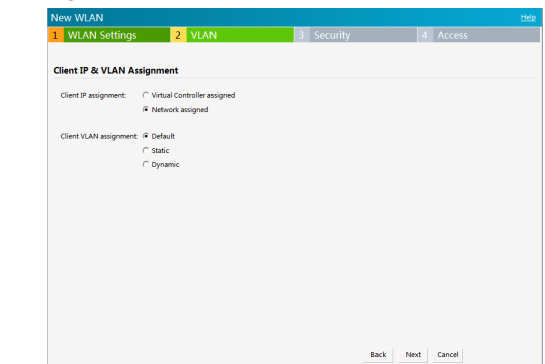 New WLAN Help
1 WLAN Settings 2 VLAN 3 Security 4 Access
Client IP & VLAN Assignment
Client IP assignment: Virtual Controller assigned
Network assigned
Client VLAN assignment: Default
Static
Dynamic
Back Next Cancel